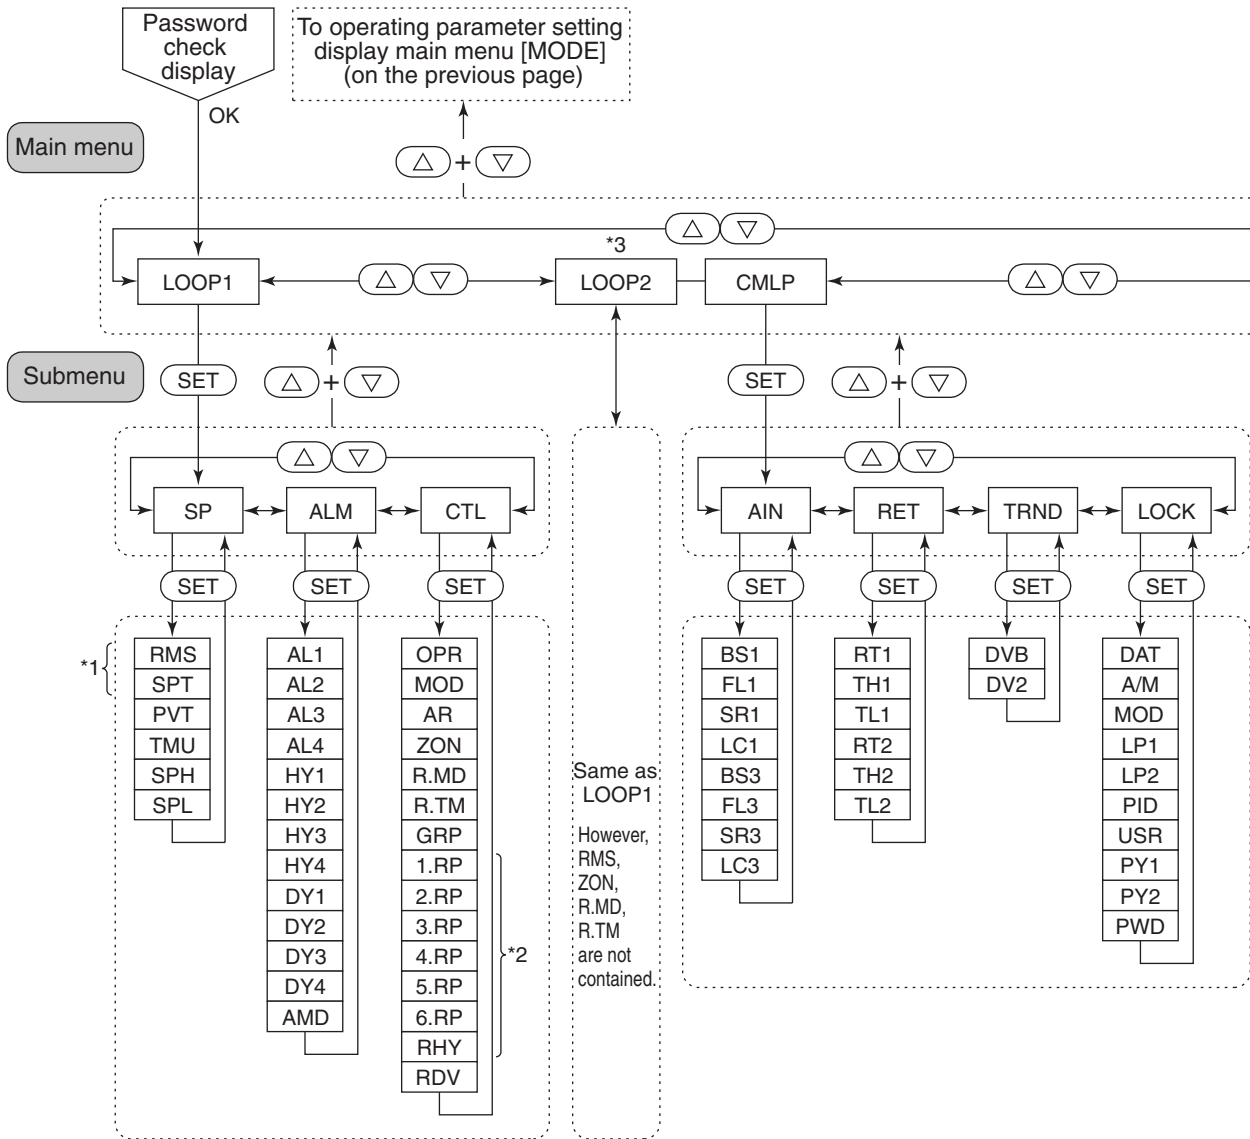 Password
check
display
To operating parameter setting
display main menu [MODE]
(on the previous page)
OK
Main menu
△ + ▽
△ ▽
*3
LOOP1
△ ▽
LOOP2
CMLP
△ ▽
Submenu
SET
△ + ▽
SET
△ + ▽
△ ▽
△ ▽
SP
ALM
CTL
AIN
RET
TRND
LOCK
SET
SET
SET
SET
SET
SET
SET
*1
RMS
SPT
PVT
TMU
SPH
SPL
AL1
AL2
AL3
AL4
HY1
HY2
HY3
HY4
DY1
DY2
DY3
DY4
AMD
OPR
MOD
AR
ZON
R.MD
R.TM
GRP
1.RP
2.RP
3.RP
4.RP
5.RP
6.RP
RHY
RDV
*2
Same as
LOOP1
However,
RMS,
ZON,
R.MD,
R.TM
are not
contained.
BS1
FL1
SR1
LC1
BS3
FL3
SR3
LC3
RT1
TH1
TL1
RT2
TH2
TL2
DVB
DV2
DAT
A/M
MOD
LP1
LP2
PID
USR
PY1
PY2
PWD